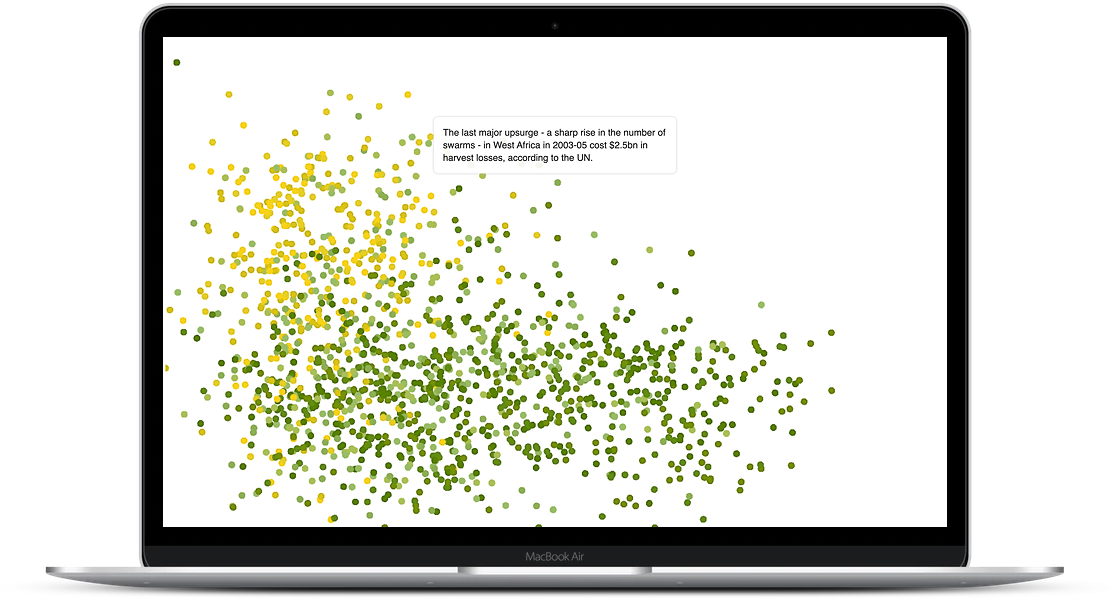 The last major upsurge - a sharp rise in the number of
swarms - in West Africa in 2003-05 cost $2.5bn in
harvest losses, according to the UN.
MacBook Air